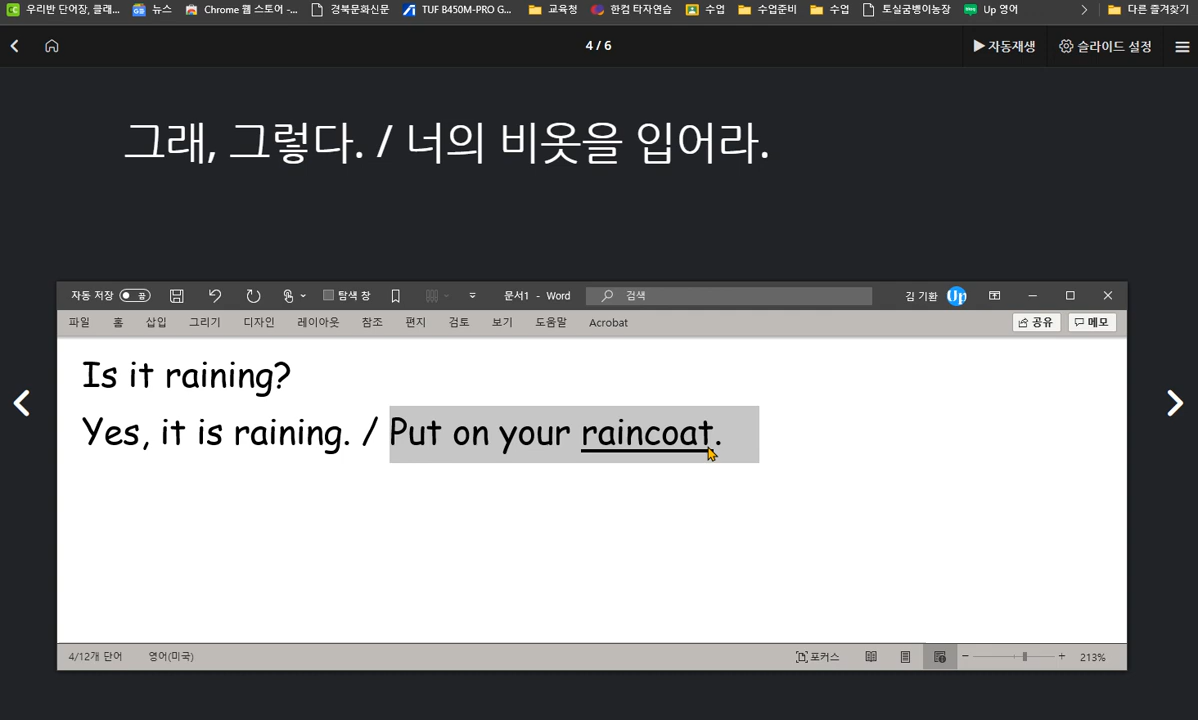 우리반 단어장, 클래... 뉴스 Chrome 웹 스토어 -... 경북문화신문 TUF B450M-PRO G... 교육청 한컴 타자연습 수업 수업준비 수업 토실굼벵이농장 Up 영어 다른 즐겨찾기
4 / 6 자동재생 슬라이드 설정
그래, 그렇다. / 너의 비옷을 입어라.
자동 저장 끔 탐색 창 문서1 - Word 검색 김 기환 Up
파일 홈 삽입 그리기 디자인 레이아웃 참조 편지 검토 보기 도움말 Acrobat 공유 메모
Is it raining?
Yes, it is raining. / Put on your raincoat.
4/12개 단어 영어(미국) 포커스 213%